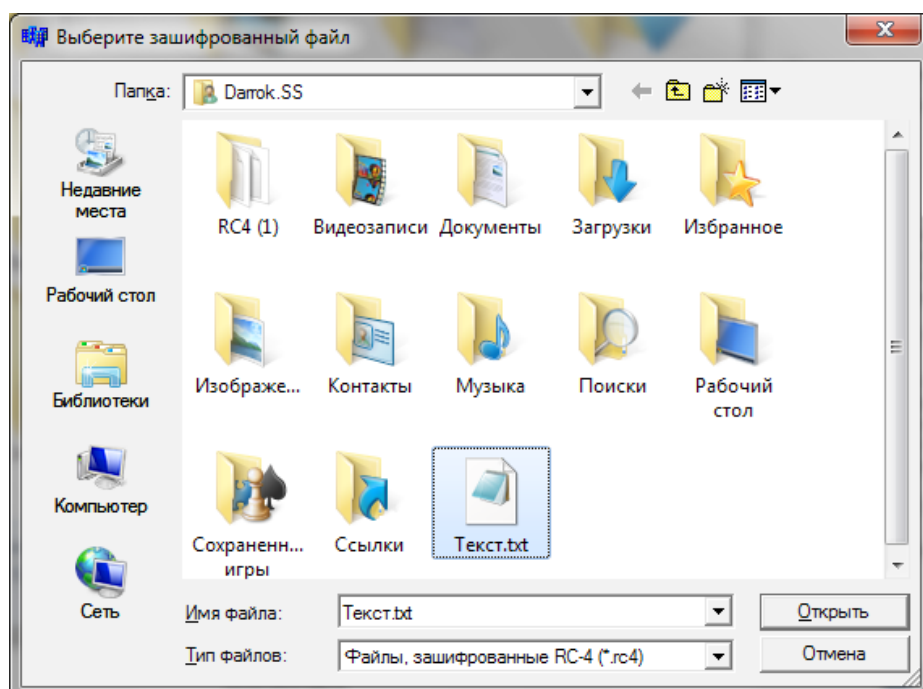 Выберите зашифрованный файл
Папка:
Darrok.SS
Недавние
места
Рабочий стол
Библиотеки
Компьютер
Сеть
RC4 (1)
Видеозаписи
Документы
Загрузки
Избранное
Изображе...
Контакты
Музыка
Поиски
Рабочий
стол
Сохраненн...
игры
Ссылки
Текст.txt
Имя файла:
Текст.txt
Открыть
Тип файлов:
Файлы, зашифрованные RC-4 (*.rc4)
Отмена